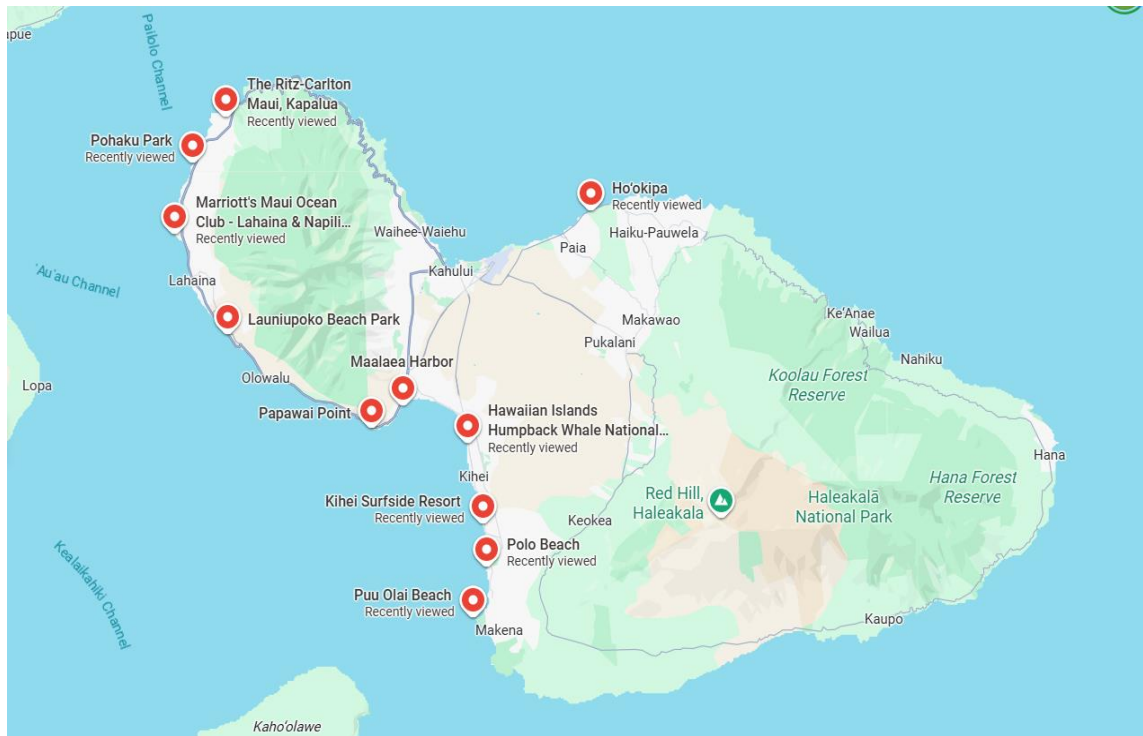 apue
Pailolo Channel
The Ritz-Carlton
Maui, Kapalua
Recently viewed
Pohaku Park
Recently viewed
Marriott's Maui Ocean
Club - Lahaina & Napili...
Recently viewed
Hoʻokipa
Recently viewed
Waihee-Waiehu
Haiku-Pauwela
Paia
Kahului
'Au'au Channel
Lahaina
Launiupoko Beach Park
Makawao
Pukalani
Ke'Anae
Wailua
Nahiku
Maalaea Harbor
Lopa
Olowalu
Koolau Forest
Reserve
Papawai Point
Hawaiian Islands
Humpback Whale National...
Recently viewed
Hana
Kihei
Hana Forest
Reserve
Red Hill,
Haleakala
Haleakalā
National Park
Kihei Surfside Resort
Recently viewed
Keokea
Polo Beach
Recently viewed
Kealaikahiki Channel
Puu Olai Beach
Recently viewed
Makena
Kaupo
Kahoʻolawe